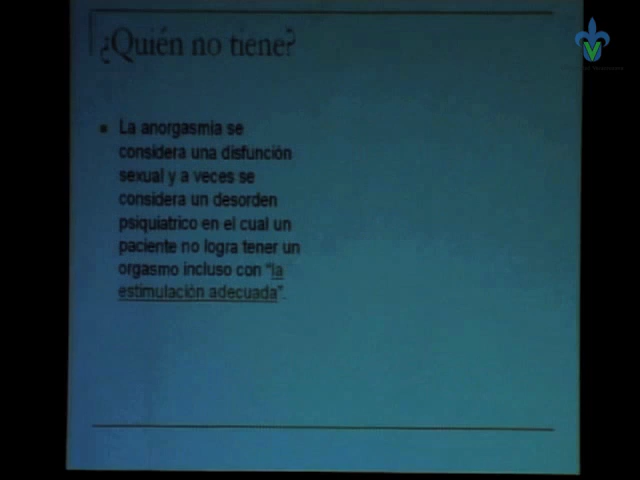 ¿Quién no tiene?
La anorgasmia se
considera una disfunción
sexual y a veces se
considera un desorden
psiquiatrico en el cual un
paciente no logra tener un
orgasmo incluso con "la
estimulación adecuada".